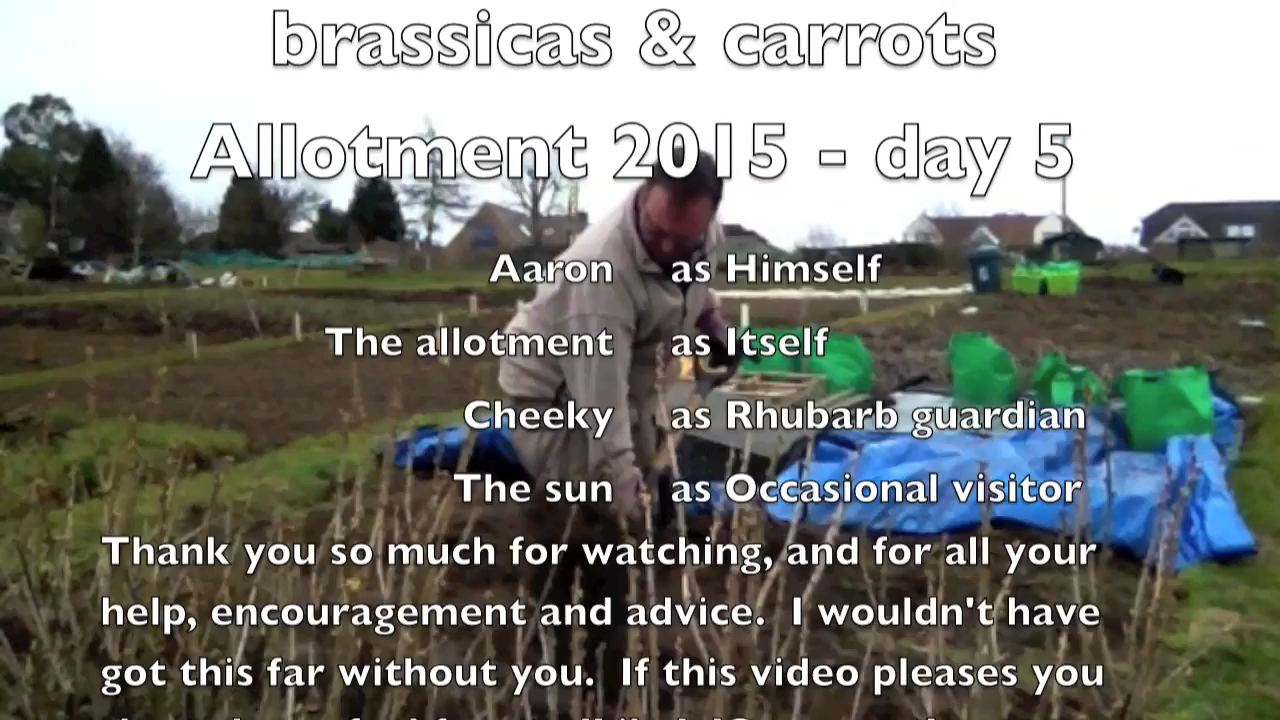 brassicas & carrots
Allotment 2015 - day 5
Aaron as Himself
The allotment as Itself
Cheeky as Rhubarb guardian
The sun as Occasional visitor
Thank you so much for watching, and for all your
help, encouragement and advice.  I wouldn't have
got this far without you.  If this video pleases you